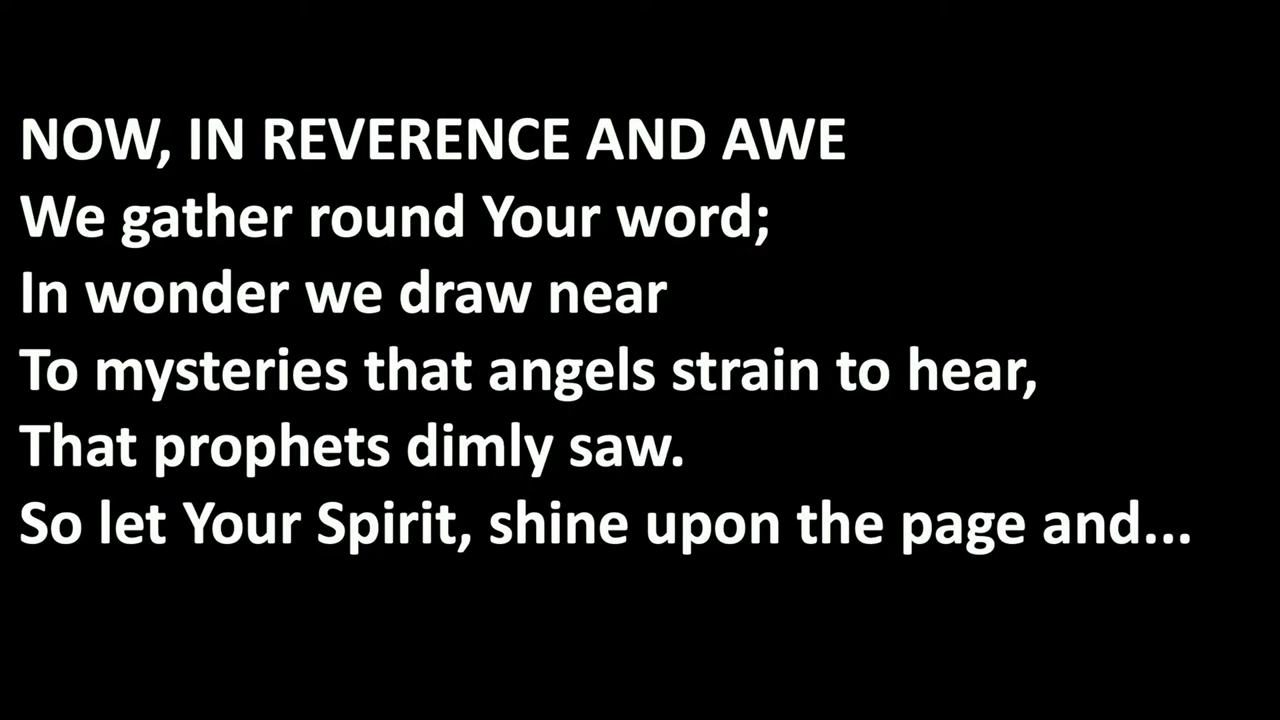 NOW, IN REVERENCE AND AWE
We gather round Your word;
In wonder we draw near
To mysteries that angels strain to hear,
That prophets dimly saw.
So let Your Spirit, shine upon the page and...